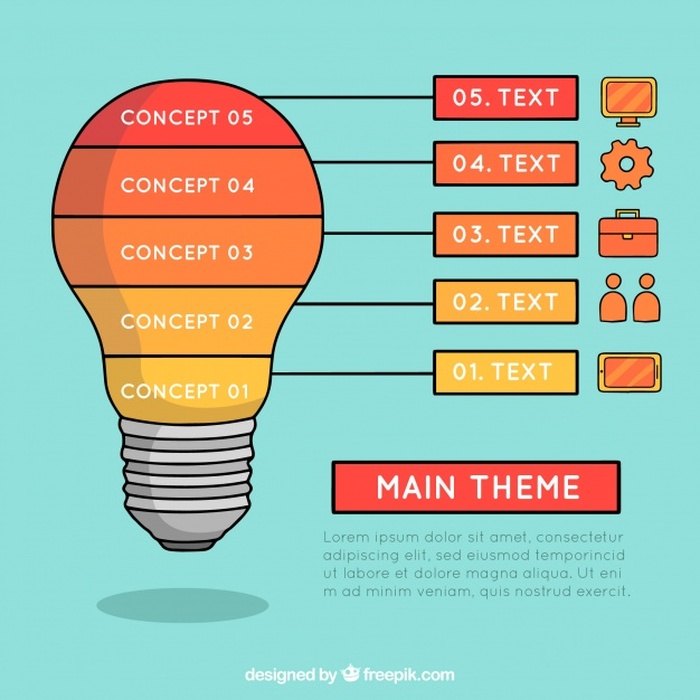 CONCEPT 05
05. TEXT
CONCEPT 04
04. TEXT
CONCEPT 03
03. TEXT
CONCEPT 02
02. TEXT
CONCEPT 01
01. TEXT
MAIN THEME
Lorem ipsum dolor sit amet, consectetur
adipiscing elit, sed eiusmod tempor incidid
ut labore et dolore magna aliqua. Ut eni
m ad minim veniam, quis nostrud exercit.
designed by freepik.com